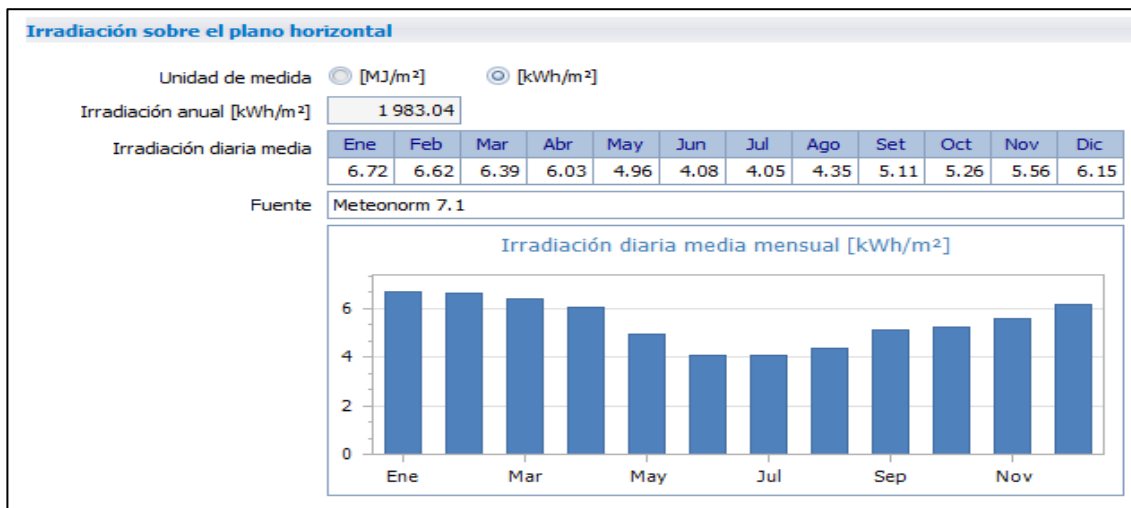 Irradiación sobre el plano horizontal
Unidad de medida [MJ/m²] [kWh/m²]
Irradiación anual [kWh/m²] 1 983.04
Irradiación diaria media Ene Feb Mar Abr May Jun Jul Ago Set Oct Nov Dic
6.72 6.62 6.39 6.03 4.96 4.08 4.05 4.35 5.11 5.26 5.56 6.15
Fuente Meteonorm 7.1
Irradiación diaria media mensual [kWh/m²]
6
4
2
0
Ene Mar May Jul Sep Nov